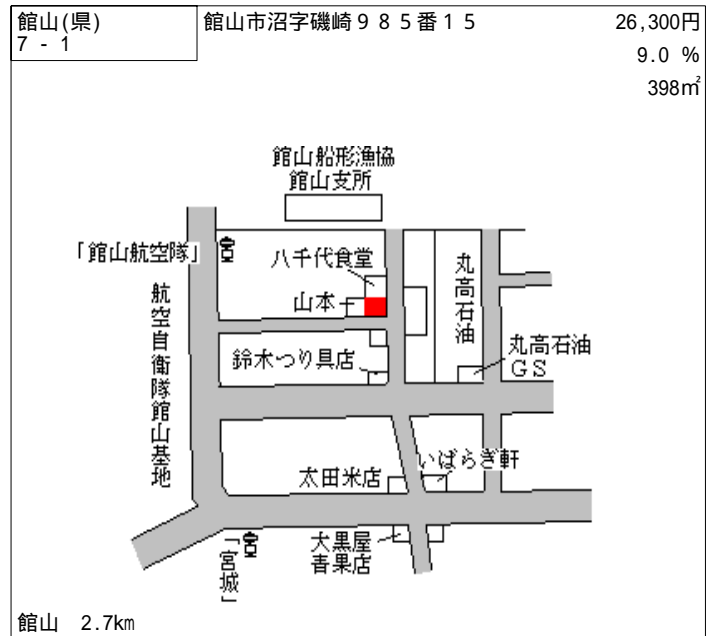 館山(県)
7 - 1
館山市沼字磯崎９８５番１５
26,300円
9.0 %
398㎡
館山船形漁協
館山支所
「館山航空隊」
八千代食堂
山本
丸高石油
航空自衛隊館山基地
鈴木つり具店
丸高石油
ＧＳ
いばらぎ軒
太田米店
大黒屋
青果店
「宮城」
館山 2.7km